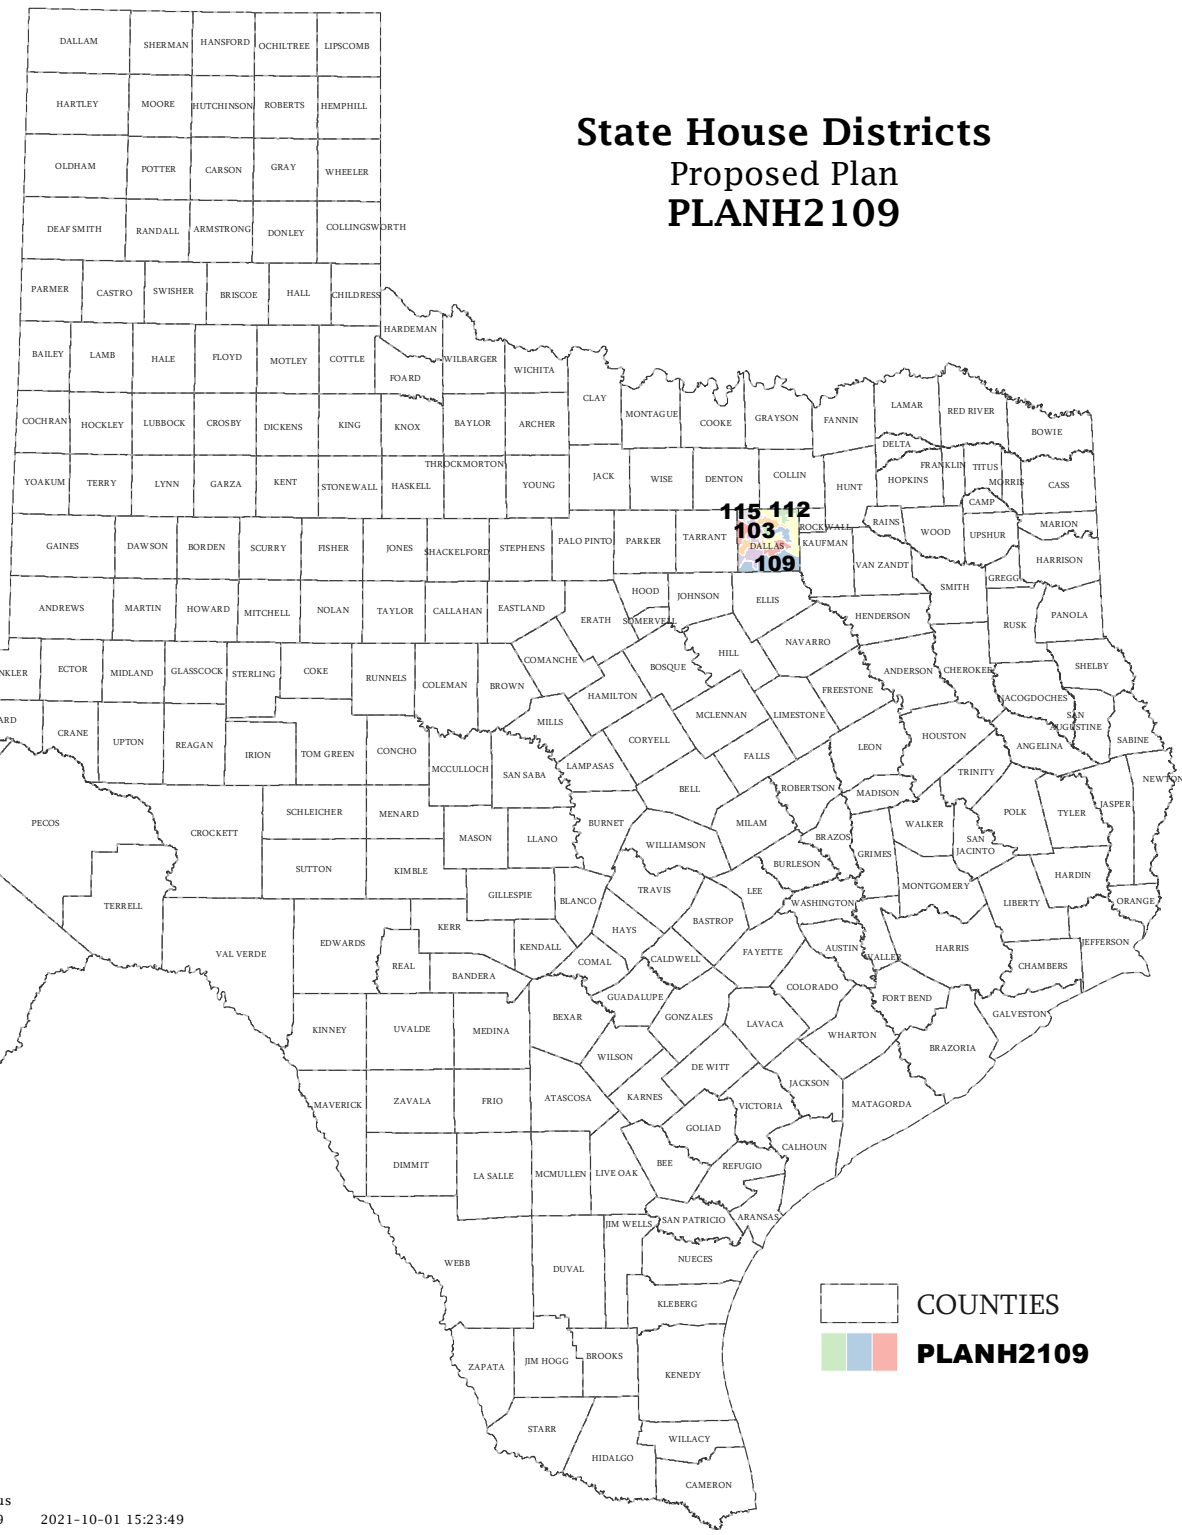 State House Districts
Proposed Plan
PLANH2109
DALLAM SHERMAN HANSFORD OCHILTREE LIPSCOMB
HARTLEY MOORE HUTCHINSON ROBERTS HEMPHILL
OLDHAM POTTER CARSON GRAY WHEELER
DEAF SMITH RANDALL ARMSTRONG DONLEY COLLINGSWORTH
PARMER CASTRO SWISHER BRISCOE HALL CHILDRESS
HARDEMAN
BAILEY LAMB HALE FLOYD MOTLEY COTTLE WILBARGER WICHITA
FOARD CLAY
COCHRAN HOCKLEY LUBBOCK CROSBY DICKENS KING KNOX BAYLOR ARCHER MONTAGUE COOKE GRAYSON FANNIN LAMAR RED RIVER BOWIE
DELTA
THROCKMORTON FRANKLIN TITUS
YOAKUM TERRY LYNN GARZA KENT STONEWALL HASKELL YOUNG JACK WISE DENTON COLLIN HUNT HOPKINS MORRIS CASS
CAMP
115 112
103
ROCKWALL RAINS WOOD UPSHUR MARION
GAINES DAWSON BORDEN SCURRY FISHER JONES SHACKELFORD STEPHENS PALO PINTO PARKER TARRANT DALLAS KAUFMAN
109
VAN ZANDT HARRISON
SMITH GREGG
ANDREWS MARTIN HOWARD MITCHELL NOLAN TAYLOR CALLAHAN EASTLAND ERATH HOOD JOHNSON ELLIS
SOMERVELL HENDERSON RUSK PANOLA
NKLER ECTOR MIDLAND GLASSCOCK STERLING COKE RUNNELS COLEMAN BROWN COMANCHE BOSQUE HILL NAVARRO ANDERSON CHEROKEE SHELBY
HAMILTON FREESTONE NACOGDOCHES
ARD CRANE UPTON REAGAN IRION TOM GREEN CONCHO MILLS CORYELL MCLENNAN LIMESTONE LEON HOUSTON ANGELINA SAN
AUGUSTINE
SABINE
MCCULLOCH SAN SABA LAMPASAS FALLS TRINITY NEWTON
BELL ROBERTSON MADISON
PECOS CROCKETT SCHLEICHER MENARD MASON LLANO BURNET WILLIAMSON MILAM BRAZOS WALKER SAN
JACINTO
POLK TYLER JASPER
SUTTON KIMBLE GRIMES BURLESON
TERRELL GILLESPIE BLANCO TRAVIS LEE WASHINGTON MONTGOMERY LIBERTY HARDIN ORANGE
VAL VERDE EDWARDS KERR KENDALL HAYS BASTROP FAYETTE AUSTIN WALLER HARRIS JEFFERSON
REAL BANDERA COMAL CALDWELL COLORADO CHAMBERS
KINNEY UVALDE MEDINA BEXAR GUADALUPE GONZALES LAVACA WHARTON FORT BEND GALVESTON
WILSON DE WITT BRAZORIA
MAVERICK ZAVALA FRIO ATASCOSA KARNES VICTORIA JACKSON MATAGORDA
GOLIAD CALHOUN
DIMMIT LA SALLE MCMULLEN LIVE OAK BEE REFUGIO
JIM WELLS SAN PATRICIO ARANSAS
WEBB DUVAL NUECES
KLEBERG
ZAPATA JIM HOGG BROOKS KENEDY
STARR HIDALGO WILLACY
CAMERON
COUNTIES
PLANH2109
us
9 2021-10-01 15:23:49